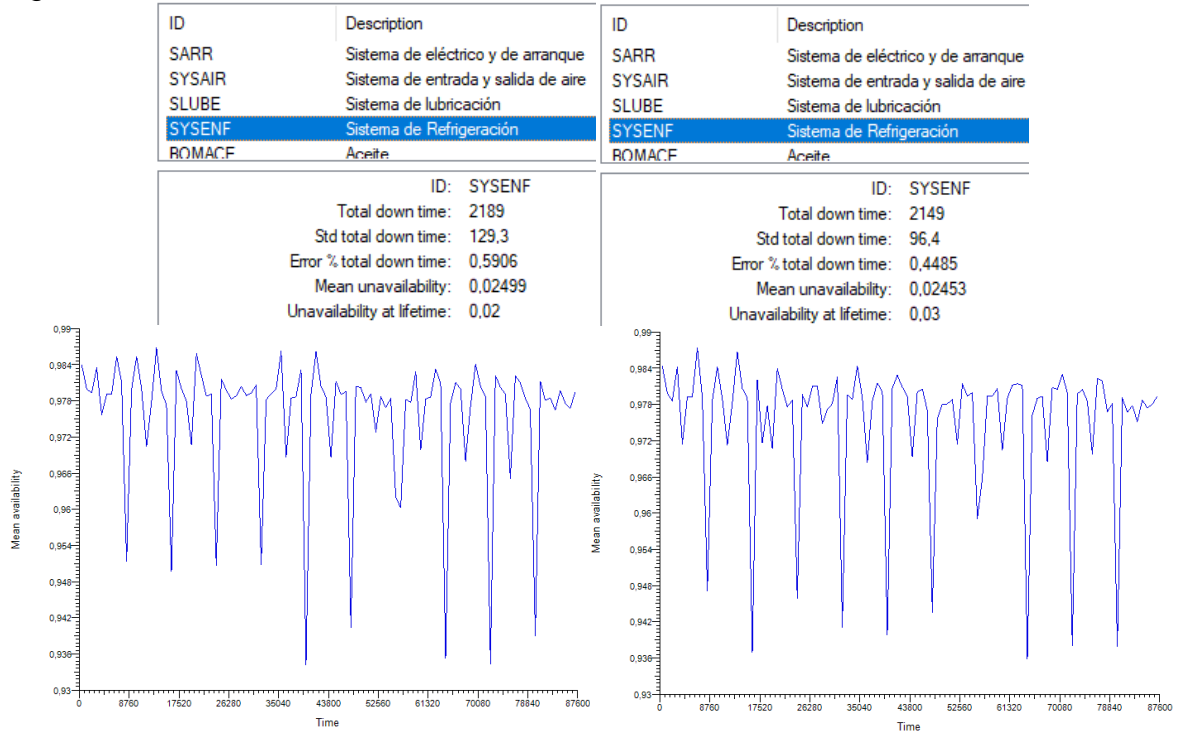 ID Description
SARR Sistema de eléctrico y de arranque
SYSAIR Sistema de entrada y salida de aire
SLUBE Sistema de lubricación
SYSENF Sistema de Refrigeración
BOMACE Aceite
ID: SYSENF
Total down time: 2189
Std total down time: 129,3
Error % total down time: 0,5906
Mean unavailability: 0,02499
Unavailability at lifetime: 0,02
ID Description
SARR Sistema de eléctrico y de arranque
SYSAIR Sistema de entrada y salida de aire
SLUBE Sistema de lubricación
SYSENF Sistema de Refrigeración
BOMACE Aceite
ID: SYSENF
Total down time: 2149
Std total down time: 96,4
Error % total down time: 0,4485
Mean unavailability: 0,02453
Unavailability at lifetime: 0,03
Mean availability
0,99
0,984
0,978
0,972
0,966
0,96
0,954
0,948
0,942
0,936
0,93
0 8760 17520 26280 35040 43800 52560 61320 70080 78840 87600
Time
Mean availability
0,99
0,984
0,978
0,972
0,966
0,96
0,954
0,948
0,942
0,936
0,93
0 8760 17520 26280 35040 43800 52560 61320 70080 78840 87600
Time